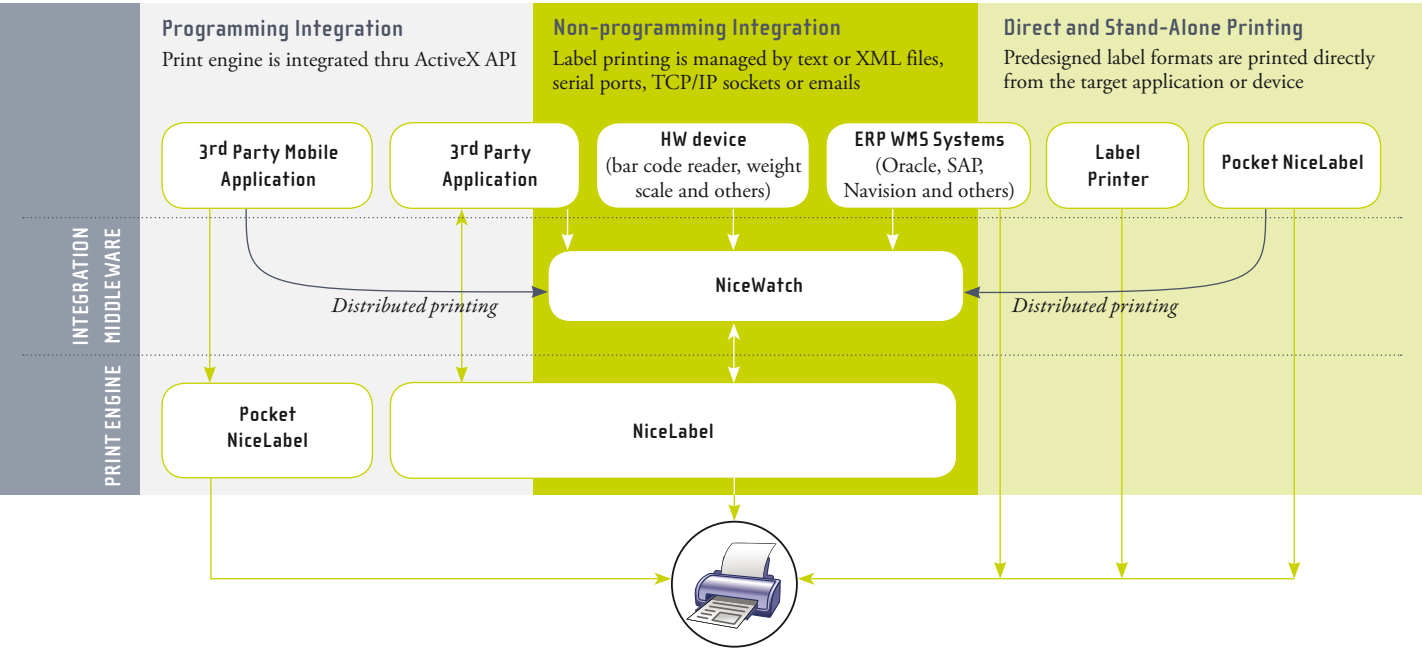 Programming Integration
Print engine is integrated thru ActiveX API
Non-programming Integration
Label printing is managed by text or XML files,
serial ports, TCP/IP sockets or emails
Direct and Stand-Alone Printing
Predesigned label formats are printed directly
from the target application or device
3rd Party Mobile
Application
3rd Party
Application
HW device
(bar code reader, weight
scale and others)
ERP WMS Systems
(Oracle, SAP,
Navision and others)
Label
Printer
Pocket NiceLabel
INTEGRATION
MIDDLEWARE
NiceWatch
Distributed printing
Distributed printing
PRINT ENGINE
Pocket
NiceLabel
NiceLabel